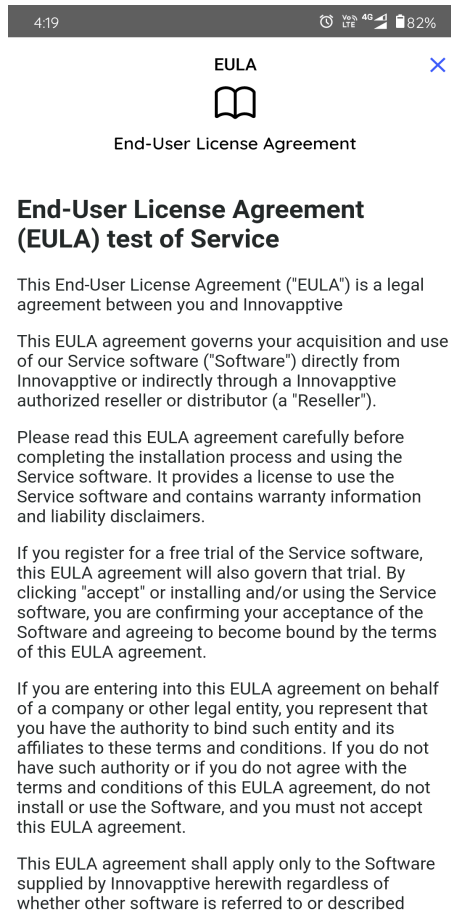 4:19
Vo)) LTE 4G 82%
EULA
End-User License Agreement
End-User License Agreement
(EULA) test of Service
This End-User License Agreement ("EULA") is a legal
agreement between you and Innovapptive
This EULA agreement governs your acquisition and use
of our Service software ("Software") directly from
Innovapptive or indirectly through a Innovapptive
authorized reseller or distributor (a "Reseller").
Please read this EULA agreement carefully before
completing the installation process and using the
Service software. It provides a license to use the
Service software and contains warranty information
and liability disclaimers.
If you register for a free trial of the Service software,
this EULA agreement will also govern that trial. By
clicking "accept" or installing and/or using the Service
software, you are confirming your acceptance of the
Software and agreeing to become bound by the terms
of this EULA agreement.
If you are entering into this EULA agreement on behalf
of a company or other legal entity, you represent that
you have the authority to bind such entity and its
affiliates to these terms and conditions. If you do not
have such authority or if you do not agree with the
terms and conditions of this EULA agreement, do not
install or use the Software, and you must not accept
this EULA agreement.
This EULA agreement shall apply only to the Software
supplied by Innovapptive herewith regardless of
whether other software is referred to or described